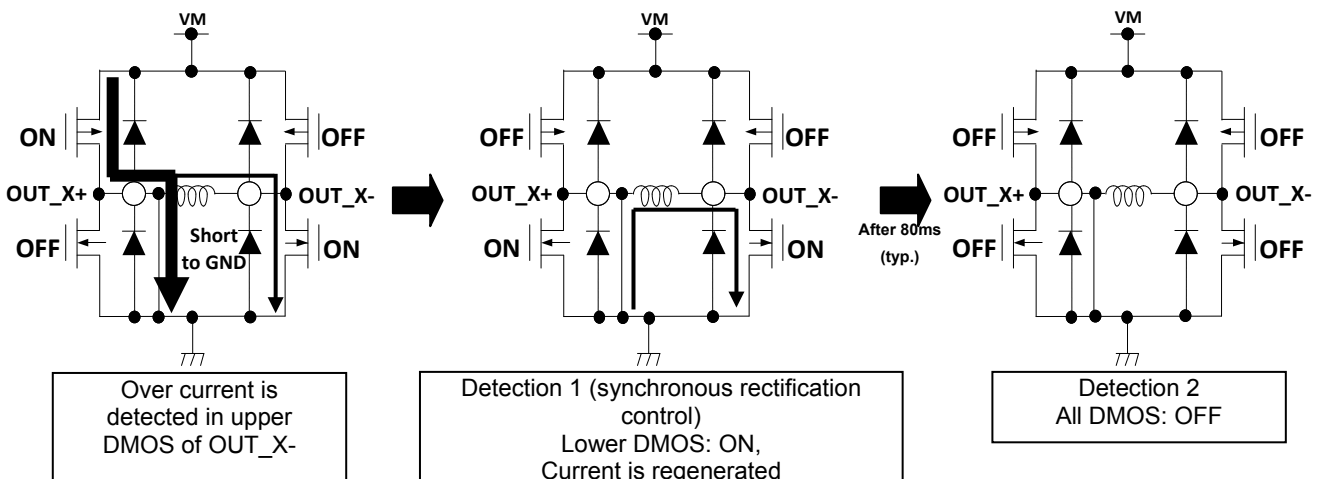 VM
ON
OFF
OUT_X+
OUT_X-
OFF
Short
to GND
ON
Over current is
detected in upper
DMOS of OUT_X-
VM
OFF
OFF
OUT_X+
OUT_X-
ON
ON
Detection 1 (synchronous rectification
control)
Lower DMOS: ON,
Current is regenerated
After 80ms
(typ.)
VM
OFF
OFF
OUT_X+
OUT_X-
OFF
OFF
Detection 2
All DMOS: OFF